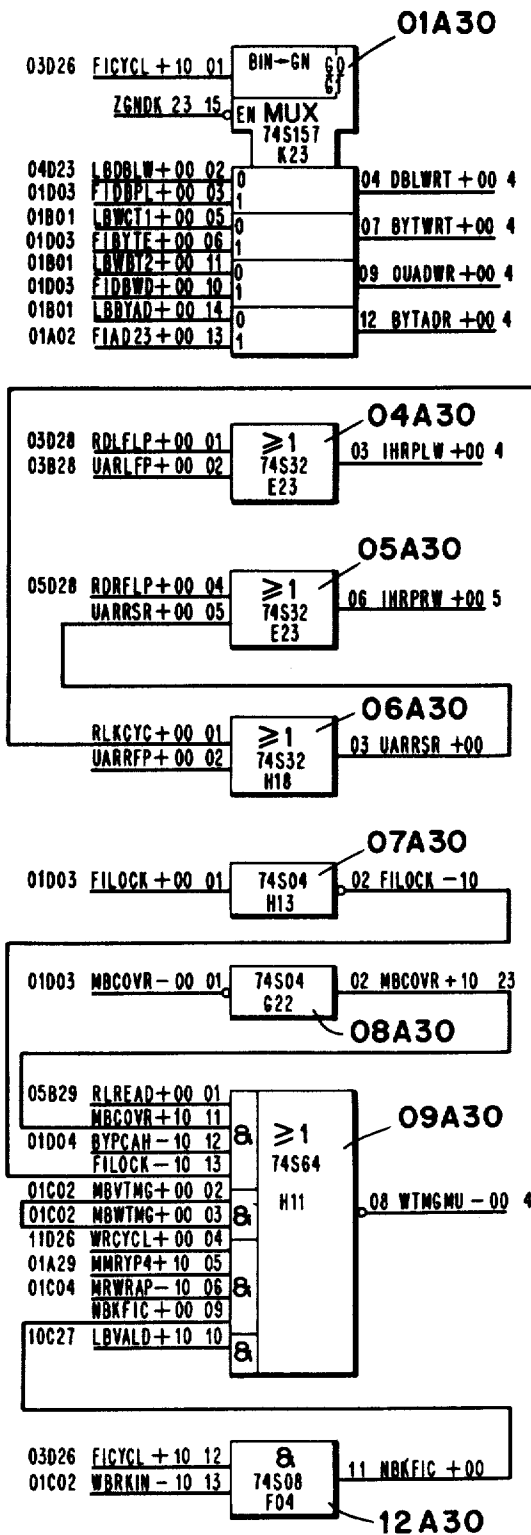 01A30
03D26 FICYCL+10 01 BIN→GN G0
G1
ZGNDK 23 15 EN MUX
74S157
K23
04D23 LBDBLW+00 02 0 04 DBLWRT+00 4
01D03 FIDBPL+00 03 1
01B01 LBWCT1+00 05 0 07 BYTWRT+00 4
01D03 FIBYTE+00 06 1
01B01 LBWBY2+00 11 0 09 QUADWR+00 4
01D03 FIDBWD+00 10 1
01B01 LBBYAD+00 14 0 12 BYTADR+00 4
01A02 FIAD23+00 13 1
04A30
03D28 RDLFLP+00 01 ≥1 03 IHRPLW+00 4
03B28 UARLFP+00 02 74S32
E23
05A30
05D28 RDRFLP+00 04 ≥1 06 IHRPRW+00 5
UARRSR+00 05 74S32
E23
06A30
RLKCYC+00 01 ≥1 03 UARRSR+00
UARRFP+00 02 74S32
H18
07A30
01D03 FILOCK+00 01 74S04 02 FILOCK-10
H13
01D03 MBCOVR-00 01 74S04 02 MBCOVR+10 23
G22
08A30
05B29 RLREAD+00 01
MBCOVR+10 11 09A30
01D04 BYPCAH-10 12 & ≥1
FILOCK-10 13 74S64
01C02 MBVTMG+00 02 H11
01C02 MBWTMG+00 03 & 08 WTMGMU-00 4
11D26 WRCYCL+00 04
01A29 MMRYP4+10 05
01C04 MRWRAP-10 06 &
NBKFIC+00 09
10C27 LBVALD+10 10 &
03D26 FICYCL+10 12 & 11 NBKFIC+00
01C02 WBRKIN-10 13 74S08
F04
12A30